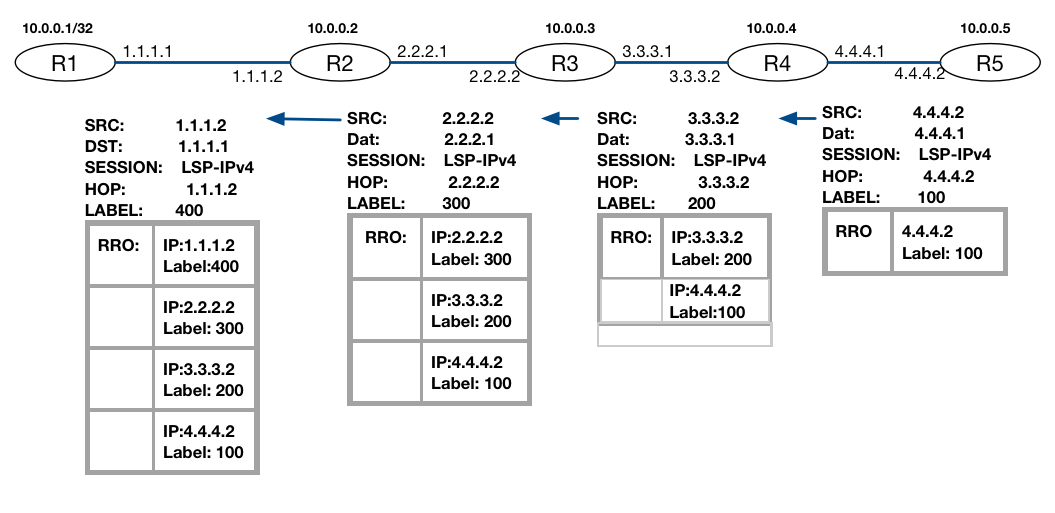 10.0.0.1/32
10.0.0.2
10.0.0.3
10.0.0.4
10.0.0.5
R1
1.1.1.1
1.1.1.2
R2
2.2.2.1
2.2.2.2
R3
3.3.3.1
3.3.3.2
R4
4.4.4.1
4.4.4.2
R5
SRC: 1.1.1.2
DST: 1.1.1.1
SESSION: LSP-IPv4
HOP: 1.1.1.2
LABEL: 400
RRO: IP:1.1.1.2
Label:400
IP:2.2.2.2
Label: 300
IP:3.3.3.2
Label: 200
IP:4.4.4.2
Label: 100
SRC: 2.2.2.2
Dat: 2.2.2.1
SESSION: LSP-IPv4
HOP: 2.2.2.2
LABEL: 300
RRO: IP:2.2.2.2
Label: 300
IP:3.3.3.2
Label: 200
IP:4.4.4.2
Label: 100
SRC: 3.3.3.2
Dat: 3.3.3.1
SESSION: LSP-IPv4
HOP: 3.3.3.2
LABEL: 200
RRO: IP:3.3.3.2
Label: 200
IP:4.4.4.2
Label:100
SRC: 4.4.4.2
Dat: 4.4.4.1
SESSION: LSP-IPv4
HOP: 4.4.4.2
LABEL: 100
RRO 4.4.4.2
Label: 100